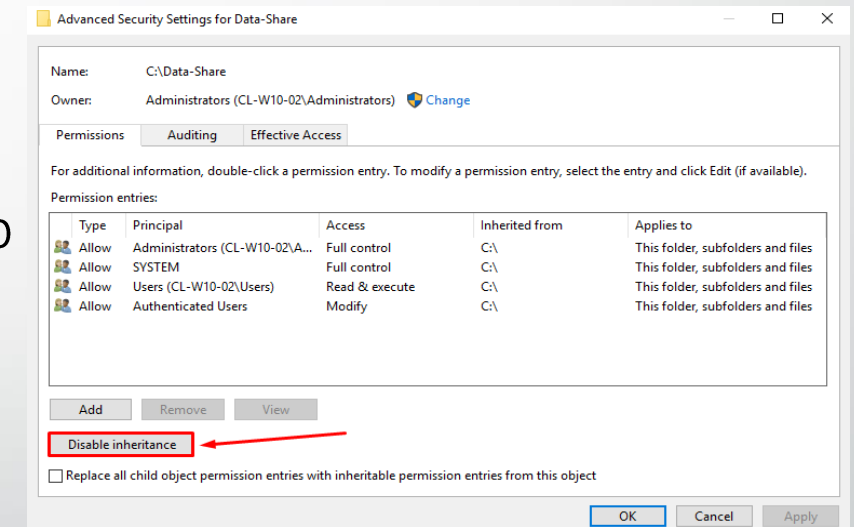 Advanced Security Settings for Data-Share
Name: C:\Data-Share
Owner: Administrators (CL-W10-02\Administrators) Change
Permissions Auditing Effective Access
For additional information, double-click a permission entry. To modify a permission entry, select the entry and click Edit (if available).
Permission entries:
Type Principal Access Inherited from Applies to
Allow Administrators (CL-W10-02\A... Full control C:\ This folder, subfolders and files
Allow SYSTEM Full control C:\ This folder, subfolders and files
Allow Users (CL-W10-02\Users) Read & execute C:\ This folder, subfolders and files
Allow Authenticated Users Modify C:\ This folder, subfolders and files
Add Remove View
Disable inheritance
Replace all child object permission entries with inheritable permission entries from this object
OK Cancel Apply